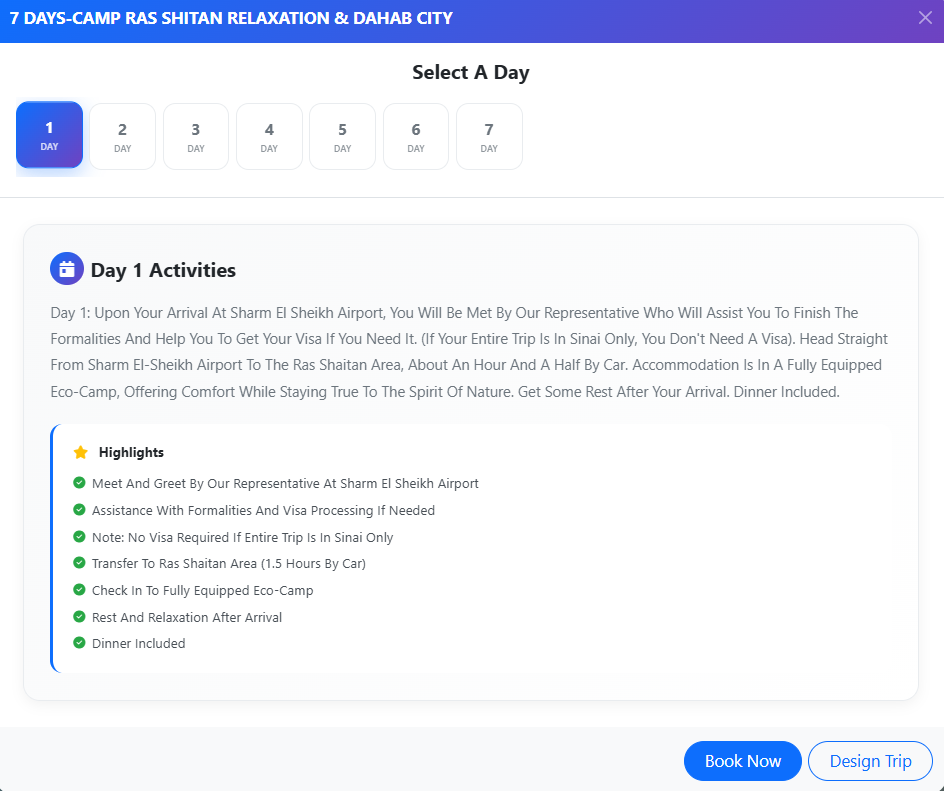 7 DAYS-CAMP RAS SHITAN RELAXATION & DAHAB CITY
Select A Day
1
DAY
2
DAY
3
DAY
4
DAY
5
DAY
6
DAY
7
DAY
Day 1 Activities
Day 1: Upon Your Arrival At Sharm El Sheikh Airport, You Will Be Met By Our Representative Who Will Assist You To Finish The
Formalities And Help You To Get Your Visa If You Need It. (If Your Entire Trip Is In Sinai Only, You Don't Need A Visa). Head Straight
From Sharm El-Sheikh Airport To The Ras Shaitan Area, About An Hour And A Half By Car. Accommodation Is In A Fully Equipped
Eco-Camp, Offering Comfort While Staying True To The Spirit Of Nature. Get Some Rest After Your Arrival. Dinner Included.
Highlights
Meet And Greet By Our Representative At Sharm El Sheikh Airport
Assistance With Formalities And Visa Processing If Needed
Note: No Visa Required If Entire Trip Is In Sinai Only
Transfer To Ras Shaitan Area (1.5 Hours By Car)
Check In To Fully Equipped Eco-Camp
Rest And Relaxation After Arrival
Dinner Included
Book Now
Design Trip